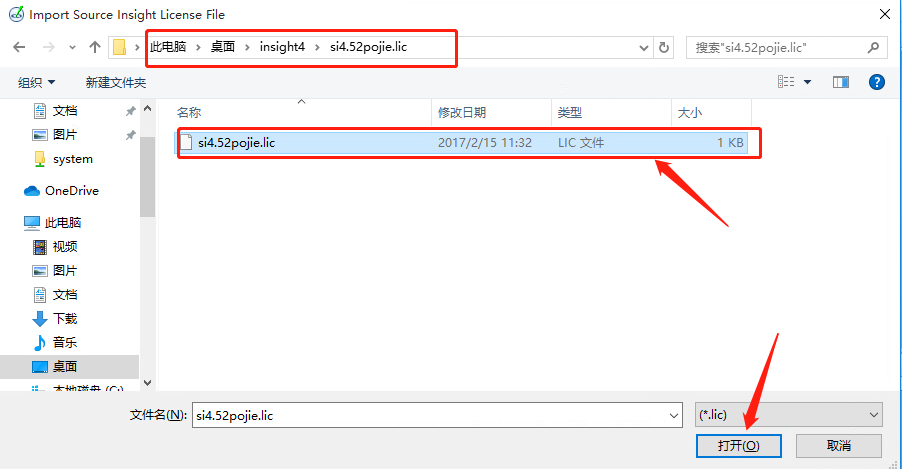 Import Source Insight License File
此电脑 > 桌面 > insight4 > si4.52pojie.lic
搜索"si4.52pojie.lic"
组织 新建文件夹
名称 修改日期 类型 大小
si4.52pojie.lic 2017/2/15 11:32 LIC 文件 1 KB
文档
图片
system
OneDrive
此电脑
视频
图片
文档
下载
音乐
桌面
本地磁盘 (C:)
文件名(N): si4.52pojie.lic (*.lic)
打开(O) 取消